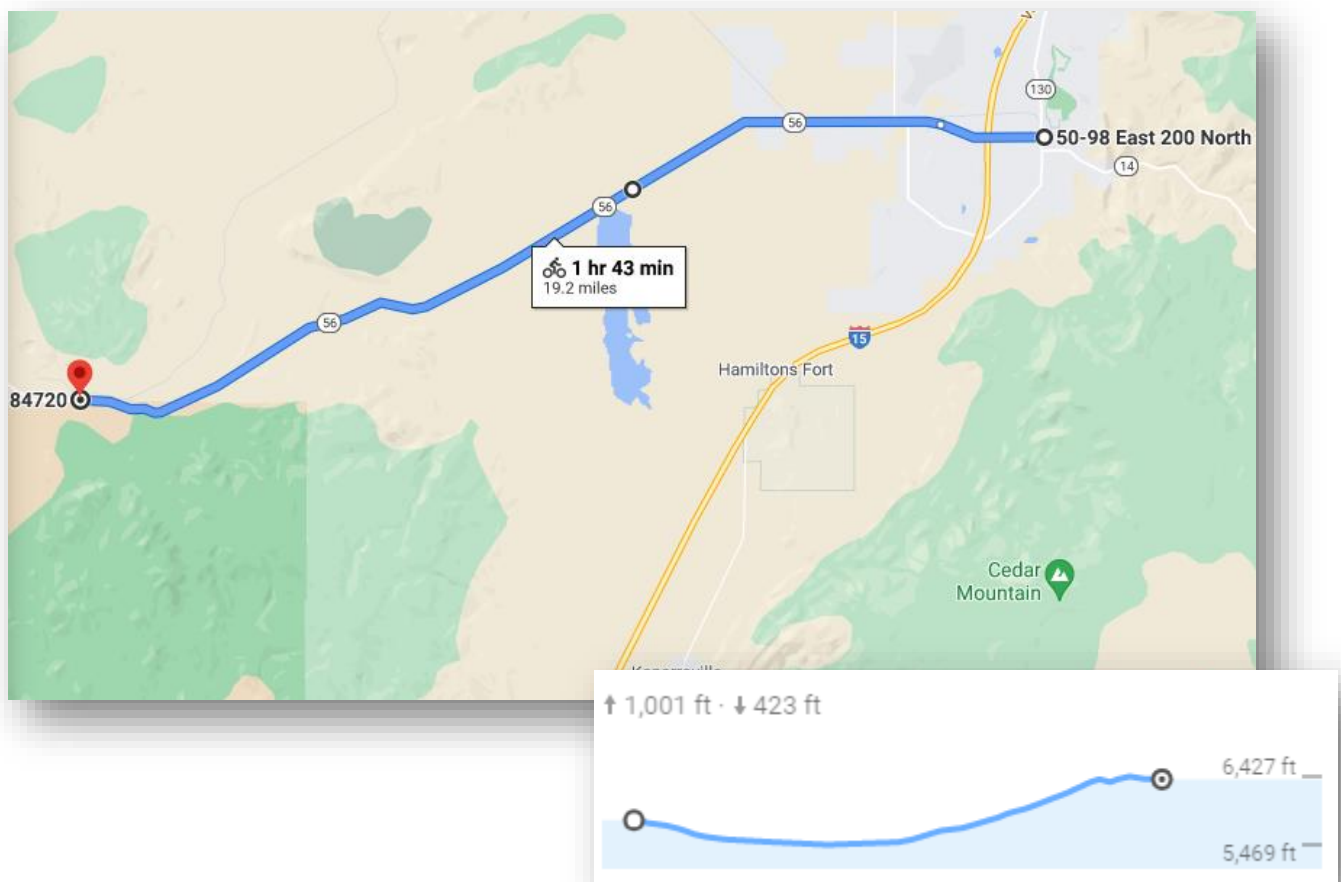 130
56
50-98 East 200 North
14
56
1 hr 43 min
19.2 miles
56
15
Hamiltons Fort
84720
Cedar
Mountain
↑ 1,001 ft · ↓ 423 ft
6,427 ft
5,469 ft